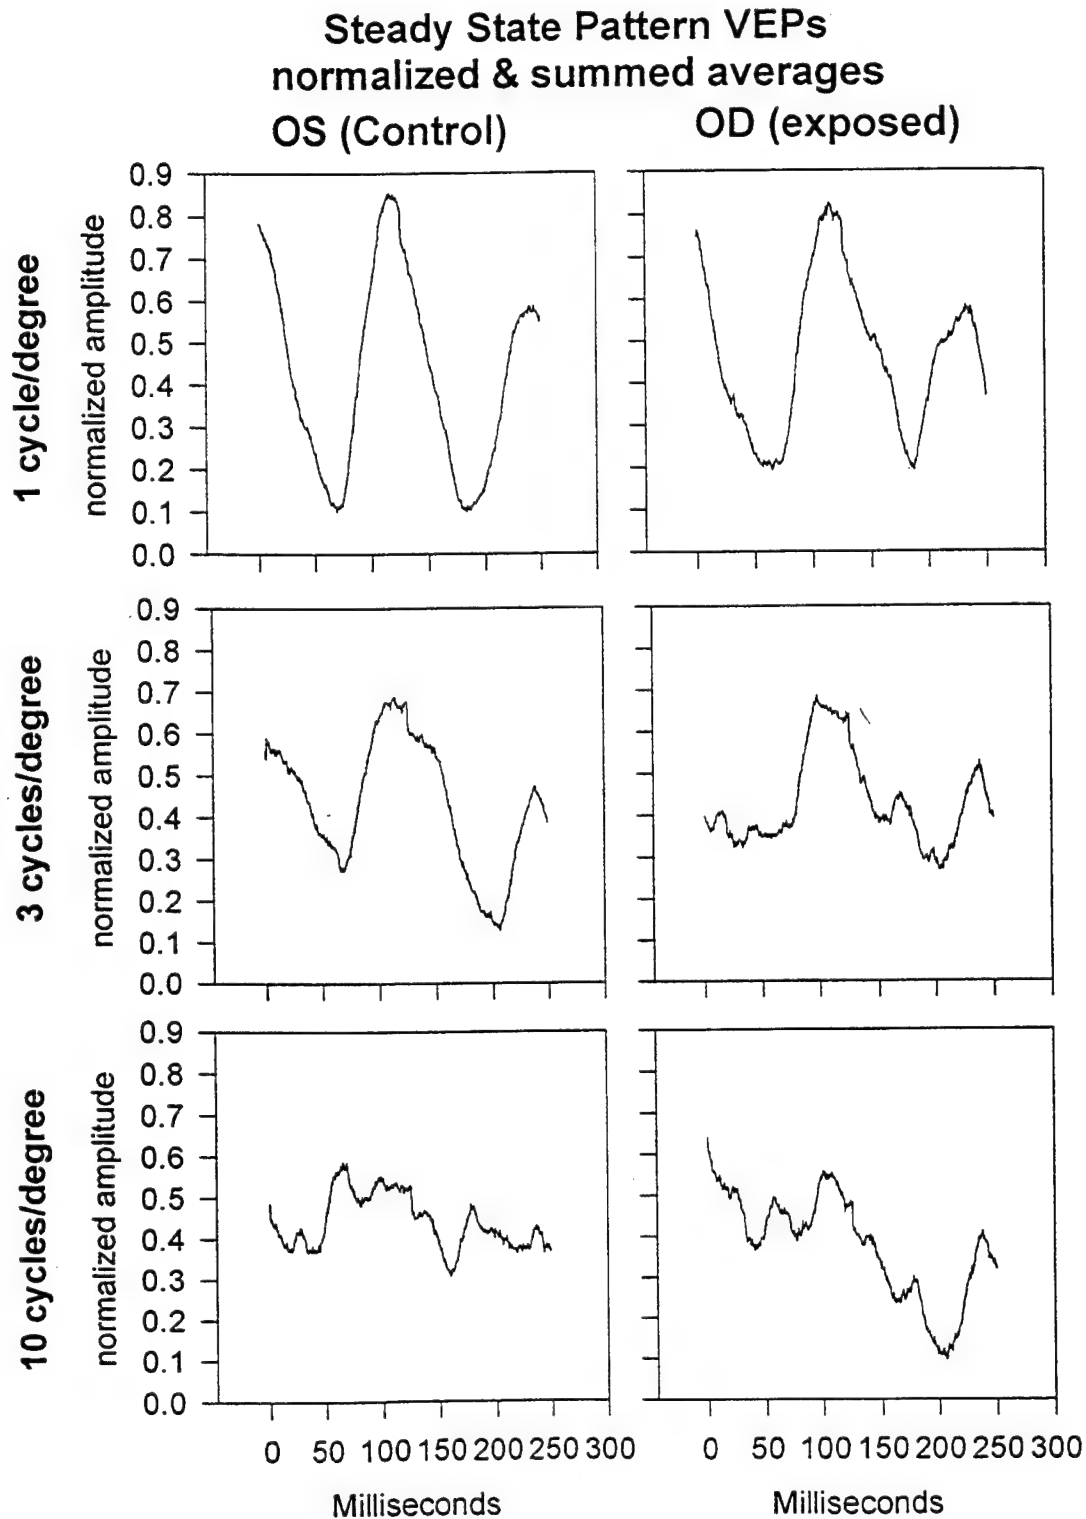 Steady State Pattern VEPs
normalized & summed averages
OS (Control)
OD (exposed)
1 cycle/degree
normalized amplitude
0.9
0.8
0.7
0.6
0.5
0.4
0.3
0.2
0.1
0.0
3 cycles/degree
normalized amplitude
0.9
0.8
0.7
0.6
0.5
0.4
0.3
0.2
0.1
0.0
10 cycles/degree
normalized amplitude
0.9
0.8
0.7
0.6
0.5
0.4
0.3
0.2
0.1
0.0
0 50 100 150 200 250 300
0 50 100 150 200 250 300
Milliseconds
Milliseconds